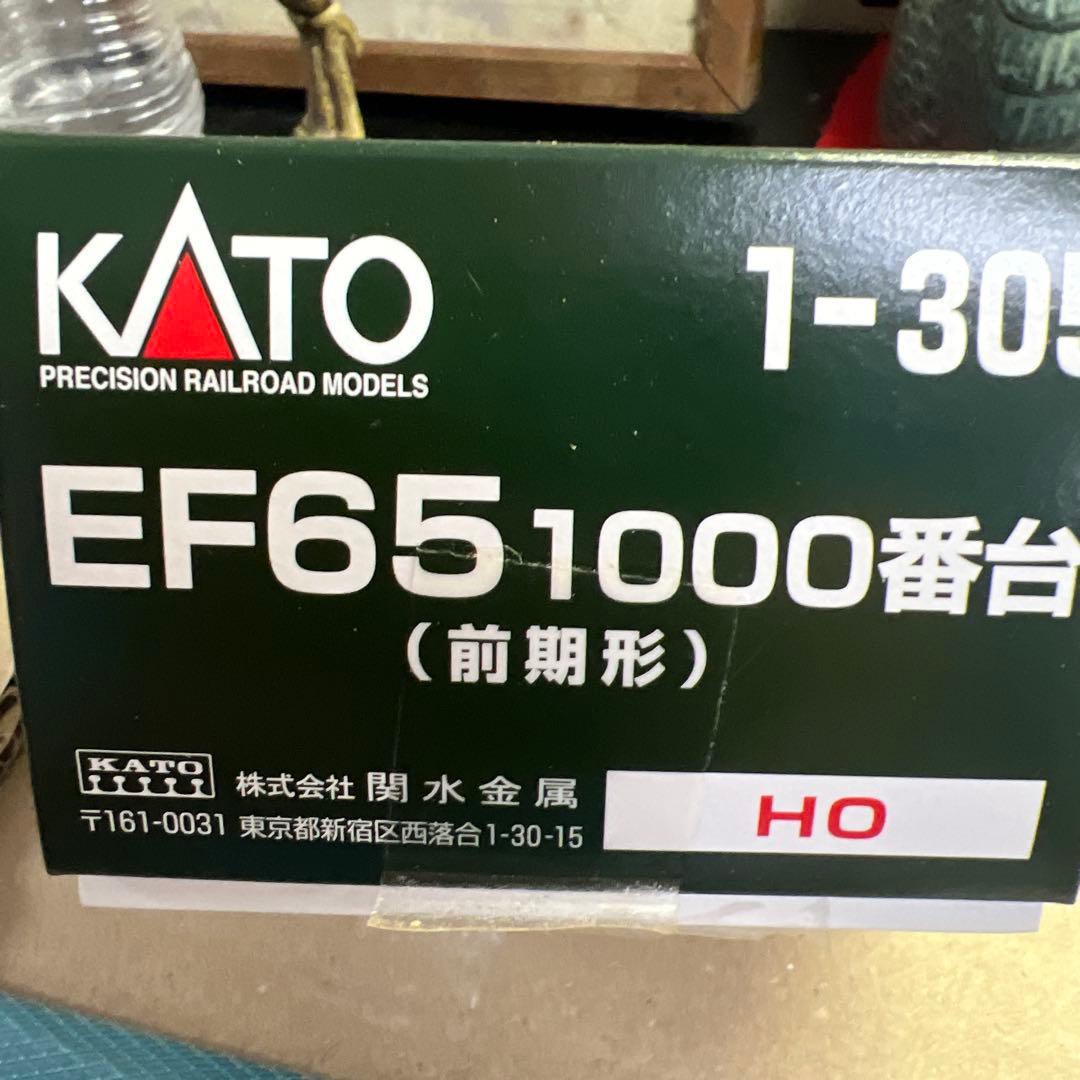 KATO
PRECISION RAILROAD MODELS
1-305
EF65 1000番台
(前期形)
KATO
株式会社 関水金属
〒161-0031 東京都新宿区西落合1-30-15
HO